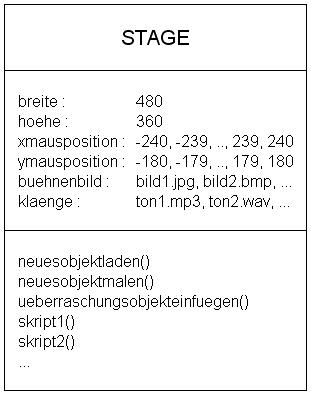 STAGE
breite : 480
hoehe : 360
xmausposition : -240, -239, .., 239, 240
ymausposition : -180, -179, .., 179, 180
buehnenbild : bild1.jpg, bild2.bmp, ...
klaenge : ton1.mp3, ton2.wav, ...
neuesobjektladen()
neuesobjektmalen()
ueberraschungsobjekteinfuegen()
skript1()
skript2()
...